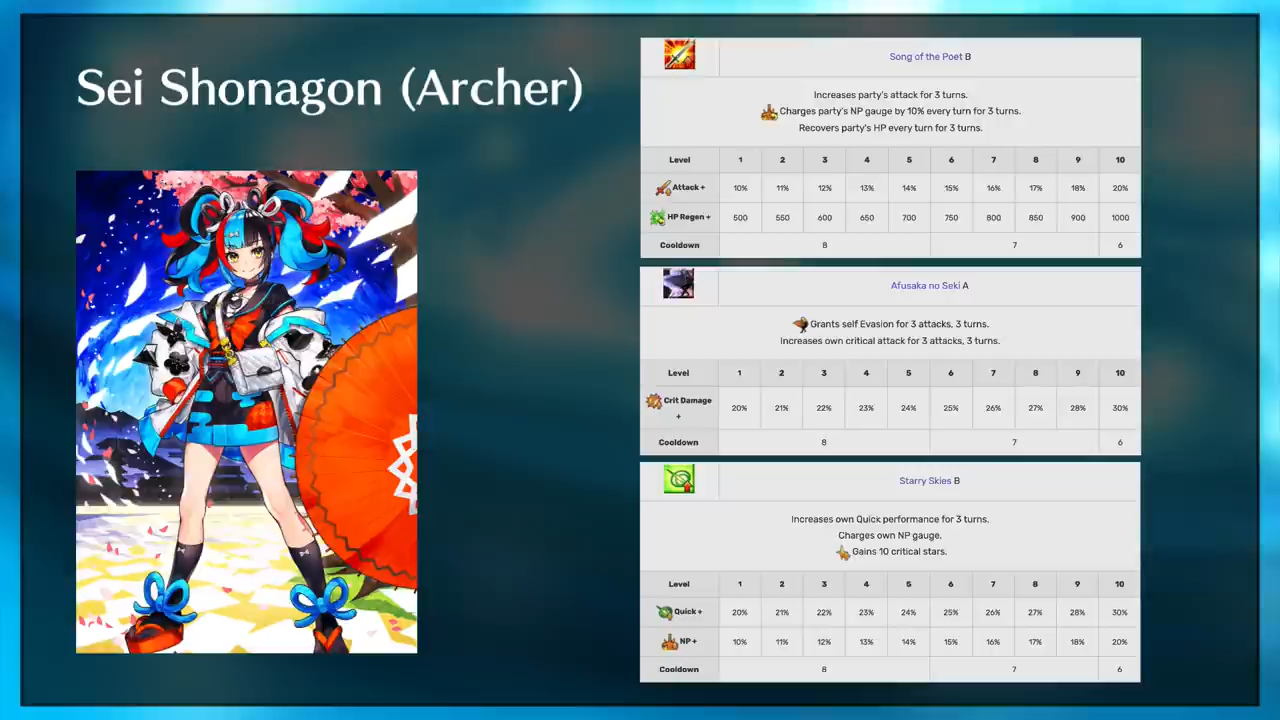 Sei Shonagon (Archer)
Song of the Poet B
Increases party's attack for 3 turns.
Charges party's NP gauge by 10% every turn for 3 turns.
Recovers party's HP every turn for 3 turns.
Level 1 2 3 4 5 6 7 8 9 10
Attack + 10% 11% 12% 13% 14% 15% 16% 17% 18% 20%
HP Regen + 500 550 600 650 700 750 800 850 900 1000
Cooldown 8 7 6
Afusaka no Seki A
Grants self Evasion for 3 attacks, 3 turns.
Increases own critical attack for 3 attacks, 3 turns.
Level 1 2 3 4 5 6 7 8 9 10
Crit Damage
+ 20% 21% 22% 23% 24% 25% 26% 27% 28% 30%
Cooldown 8 7 6
Starry Skies B
Increases own Quick performance for 3 turns.
Charges own NP gauge.
Gains 10 critical stars.
Level 1 2 3 4 5 6 7 8 9 10
Quick + 20% 21% 22% 23% 24% 25% 26% 27% 28% 30%
NP + 10% 11% 12% 13% 14% 15% 16% 17% 18% 20%
Cooldown 8 7 6